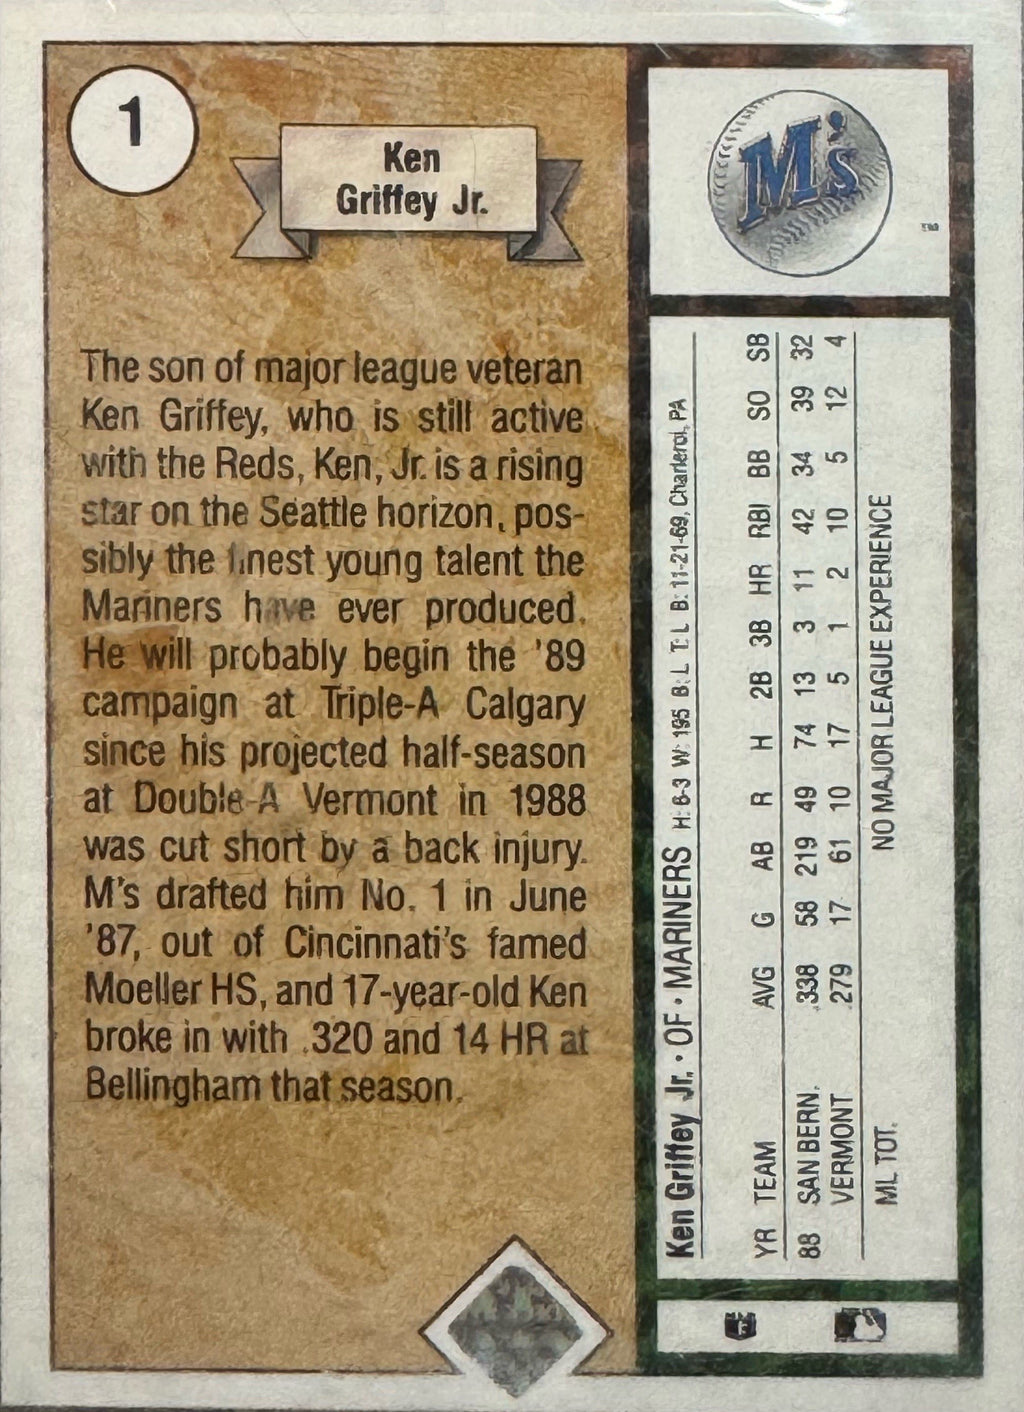 1
Ken
Griffey Jr.
The son of major league veteran
Ken Griffey, who is still active
with the Reds, Ken, Jr. is a rising
star on the Seattle horizon, pos-
sibly the finest young talent the
Mariners have ever produced.
He will probably begin the '89
campaign at Triple-A Calgary
since his projected half-season
at Double-A Vermont in 1988
was cut short by a back injury.
M's drafted him No. 1 in June
'87, out of Cincinnati's famed
Moeller HS, and 17-year-old Ken
broke in with .320 and 14 HR at
Bellingham that season.
M's
Ken Griffey Jr. • OF • MARINERS H: 6-3 W: 195 B: L T: L B: 11-21-69, Charleroi, PA
YR TEAM AVG G AB R H 2B 3B HR RBI BB SO SB
88 SAN BERN. .338 58 219 49 74 13 3 11 42 34 39 32
VERMONT .279 17 61 10 17 5 1 2 10 5 12 4
ML TOT. NO MAJOR LEAGUE EXPERIENCE